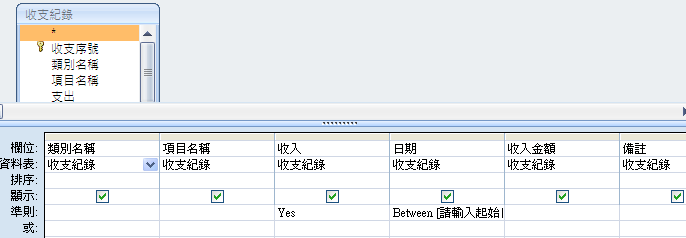 收支紀錄
*
收支序號
類別名稱
項目名稱
支出
欄位: 類別名稱 項目名稱 收入 日期 收入金額 備註
資料表: 收支紀錄 收支紀錄 收支紀錄 收支紀錄 收支紀錄 收支紀錄
排序:
顯示:
準則: Yes Between [請輸入起始
或: